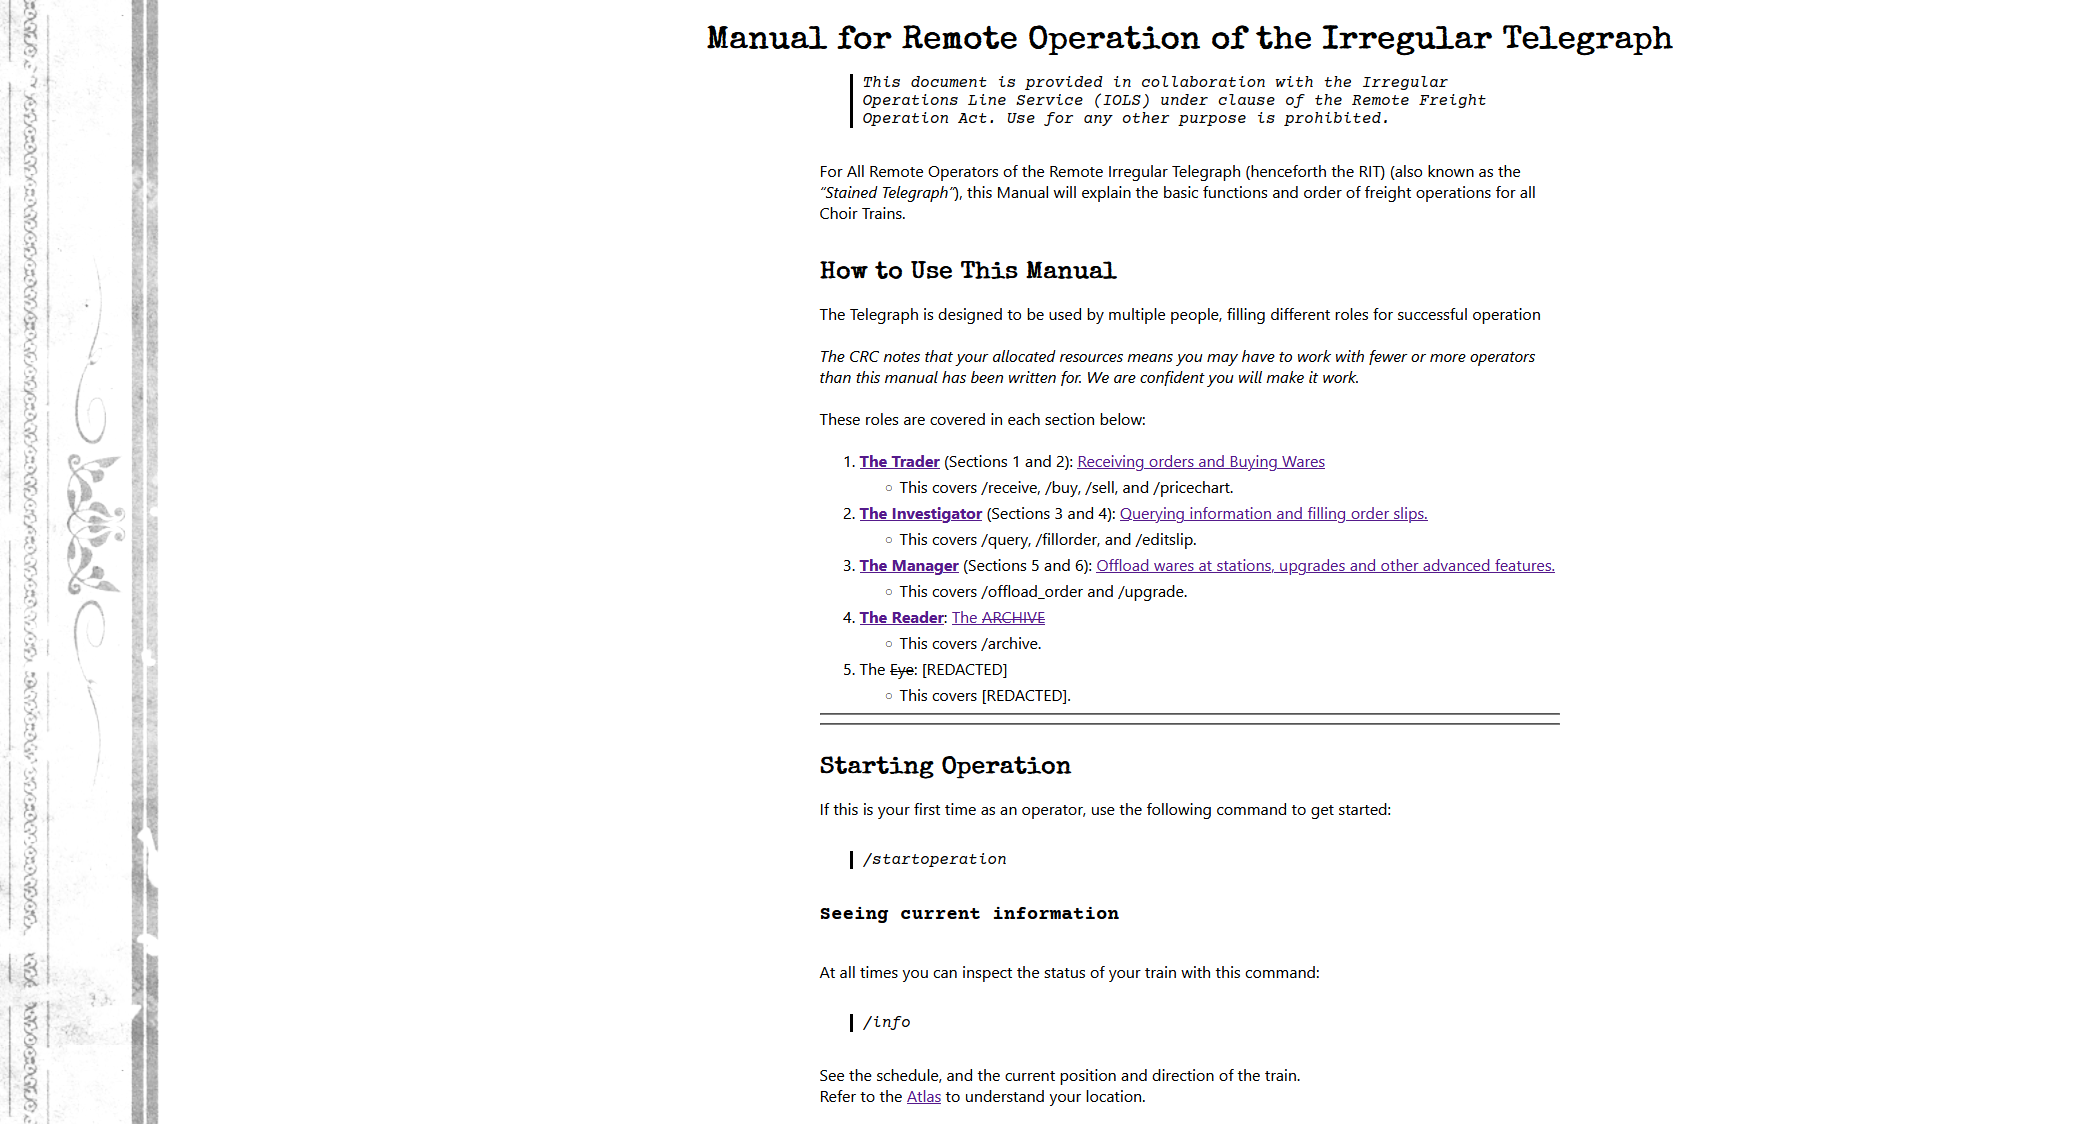 Manual for Remote Operation of the Irregular Telegraph
This document is provided in collaboration with the Irregular
Operations Line Service (IOLS) under clause of the Remote Freight
Operation Act. Use for any other purpose is prohibited.
For All Remote Operators of the Remote Irregular Telegraph (henceforth the RIT) (also known as the
“Stained Telegraph”), this Manual will explain the basic functions and order of freight operations for all
Choir Trains.
How to Use This Manual
The Telegraph is designed to be used by multiple people, filling different roles for successful operation
The CRC notes that your allocated resources means you may have to work with fewer or more operators
than this manual has been written for. We are confident you will make it work.
These roles are covered in each section below:
1. The Trader (Sections 1 and 2): Receiving orders and Buying Wares
○ This covers /receive, /buy, /sell, and /pricechart.
2. The Investigator (Sections 3 and 4): Querying information and filling order slips.
○ This covers /query, /fillorder, and /editslip.
3. The Manager (Sections 5 and 6): Offload wares at stations, upgrades and other advanced features.
○ This covers /offload_order and /upgrade.
4. The Reader: The ARCHIVE
○ This covers /archive.
5. The Eye: [REDACTED]
○ This covers [REDACTED].
Starting Operation
If this is your first time as an operator, use the following command to get started:
/startoperation
Seeing current information
At all times you can inspect the status of your train with this command:
/info
See the schedule, and the current position and direction of the train.
Refer to the Atlas to understand your location.